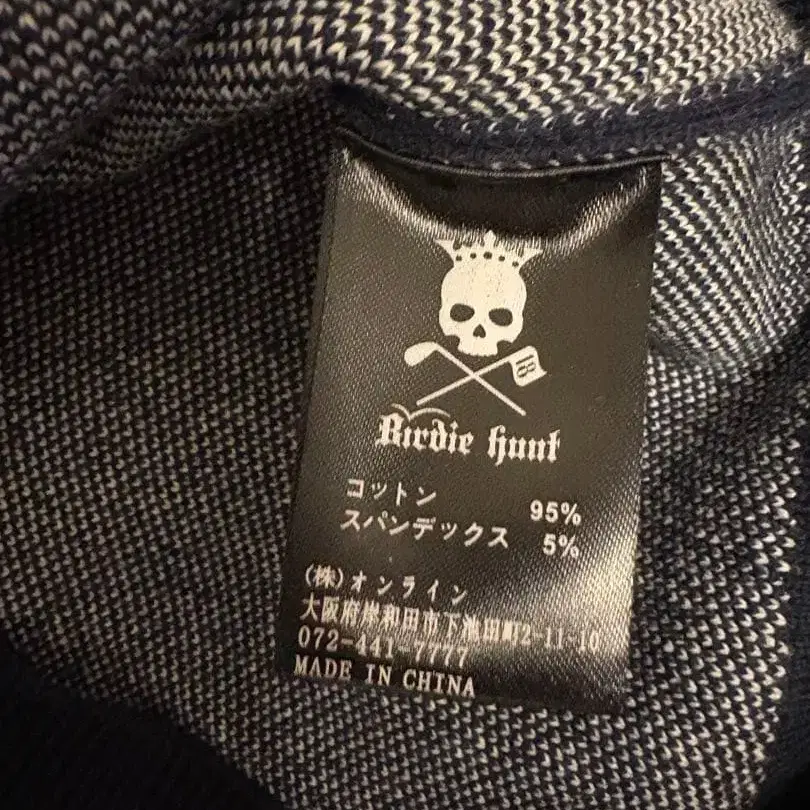 18
Birdie hunt
コットン 95%
スパンデックス 5%
(株)オンライン
大阪府岸和田市下池田町2-11-10
072-441-7777
MADE IN CHINA